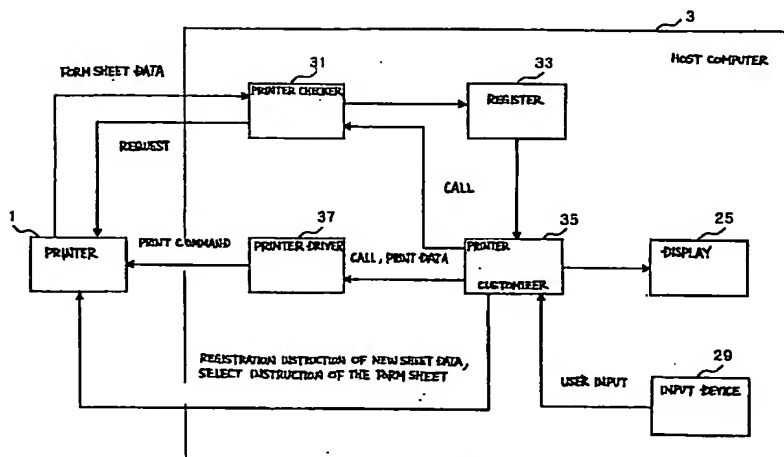 3
HOST COMPUTER
FORM SHEET DATA
31
PRINTER CHECKER
33
REGISTER
REQUEST
CALL
1
PRINTER
PRINT COMMAND
37
PRINTER DRIVER
CALL, PRINT DATA
35
PRINTER
CUSTOMIZER
25
DISPLAY
REGISTRATION INSTRUCTION OF NEW SHEET DATA,
SELECT INSTRUCTION OF THE FORM SHEET
USER INPUT
29
INPUT DEVICE